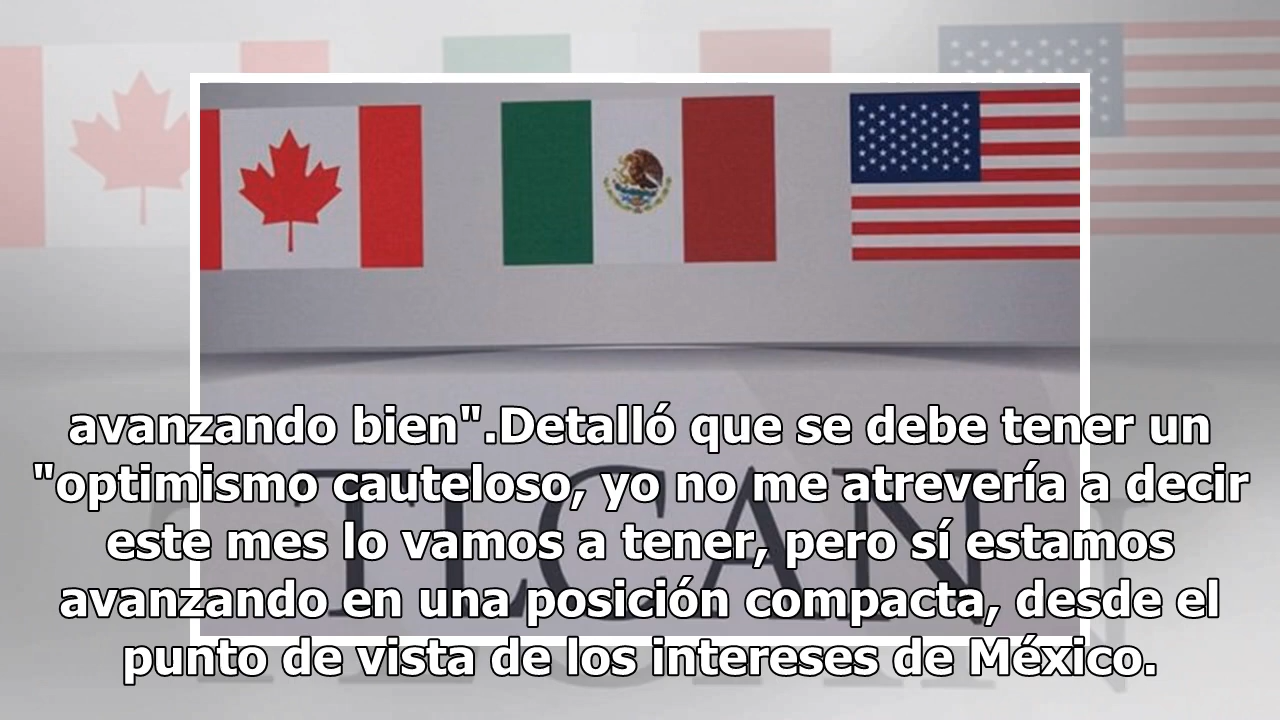 avanzando bien".Detalló que se debe tener un
"optimismo cauteloso, yo no me atrevería a decir
este mes lo vamos a tener, pero sí estamos
avanzando en una posición compacta, desde el
punto de vista de los intereses de México.
TLCAN